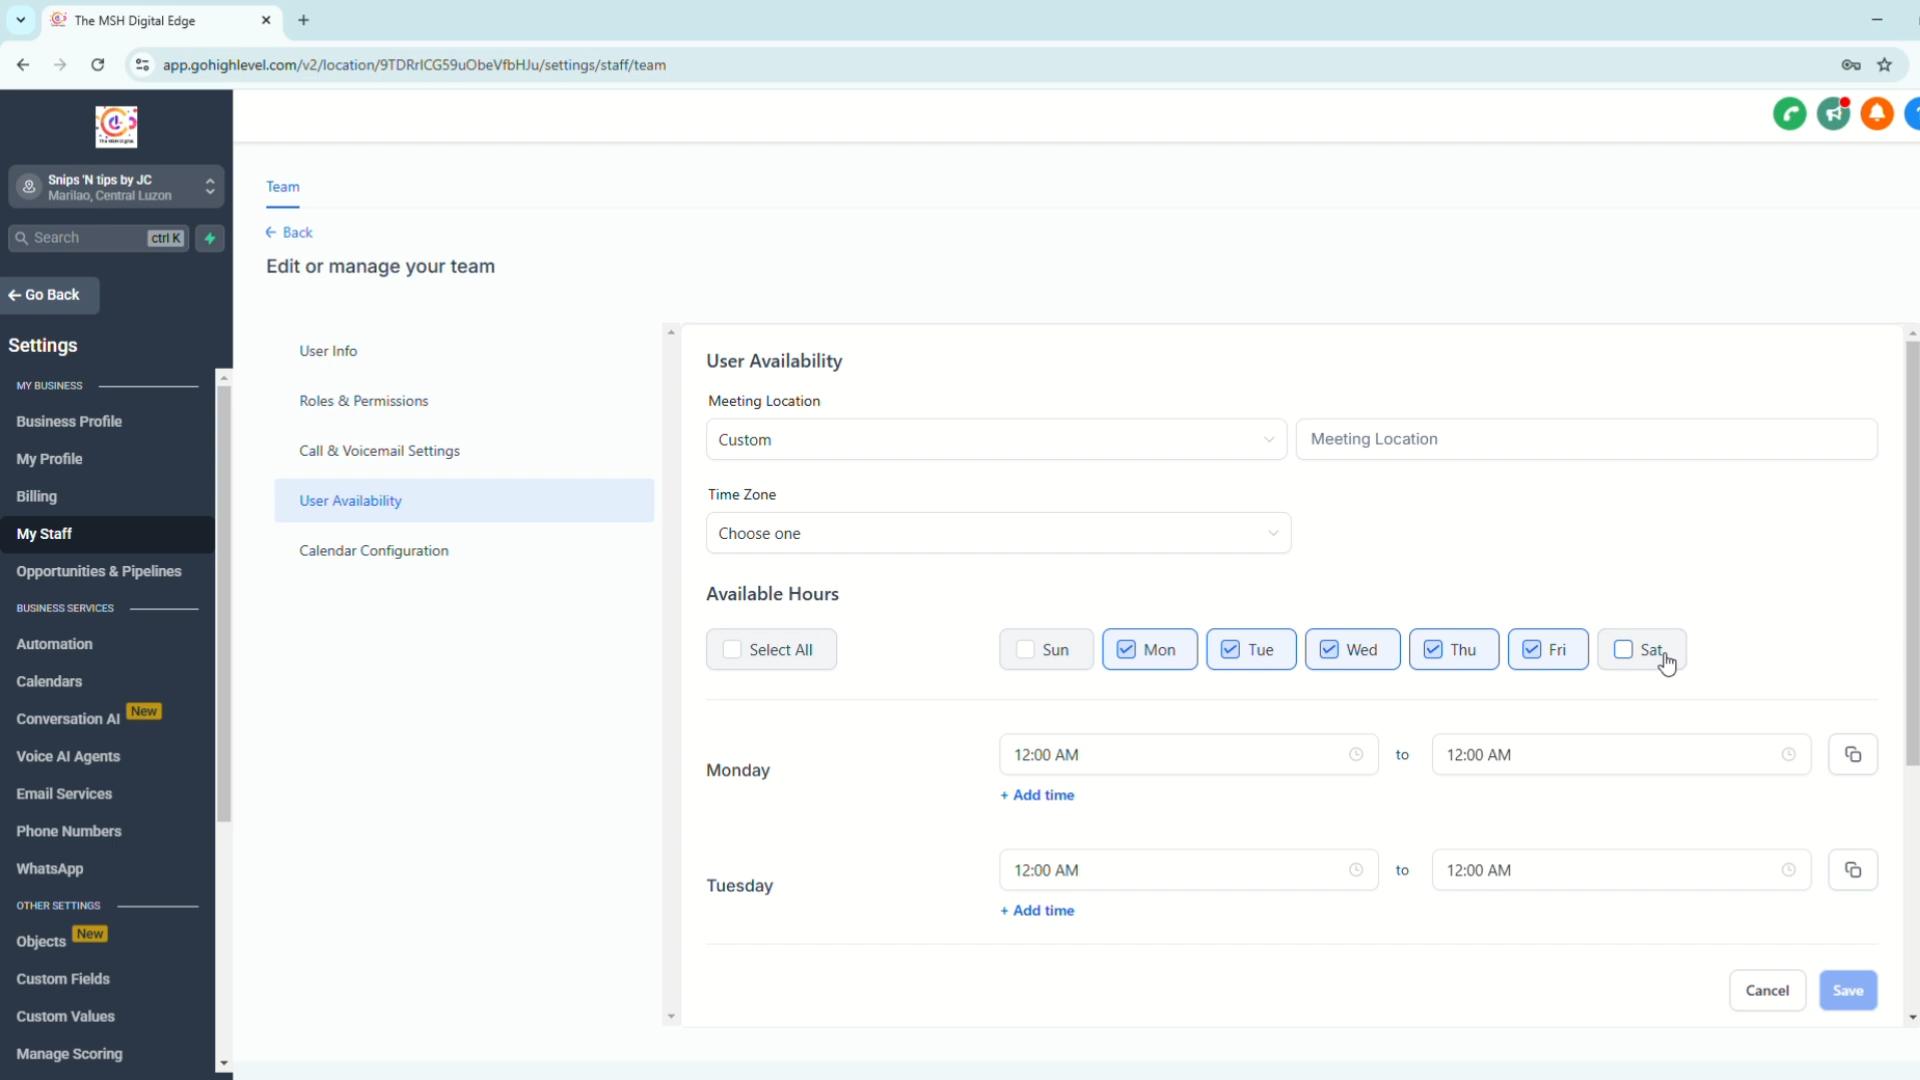 The MSH Digital Edge
app.gohighlevel.com/v2/location/9TDRrICG59uObeVfbHJu/settings/staff/team
Snips 'N tips by JC
Marilao, Central Luzon
Search ctrl K
Go Back
Settings
MY BUSINESS
Business Profile
My Profile
Billing
My Staff
Opportunities & Pipelines
BUSINESS SERVICES
Automation
Calendars
Conversation AI New
Voice AI Agents
Email Services
Phone Numbers
WhatsApp
OTHER SETTINGS
Objects New
Custom Fields
Custom Values
Manage Scoring
Team
Back
Edit or manage your team
User Info
Roles & Permissions
Call & Voicemail Settings
User Availability
Calendar Configuration
User Availability
Meeting Location
Custom Meeting Location
Time Zone
Choose one
Available Hours
Select All Sun Mon Tue Wed Thu Fri Sat
Monday 12:00 AM to 12:00 AM
+ Add time
Tuesday 12:00 AM to 12:00 AM
+ Add time
Cancel Save